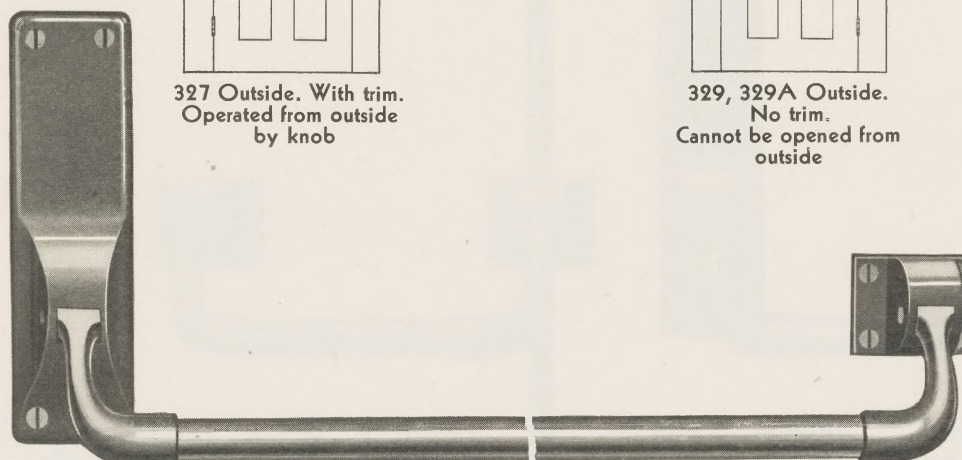 327 Outside. With trim.
Operated from outside
by knob
329, 329A Outside.
No trim.
Cannot be opened from
outside